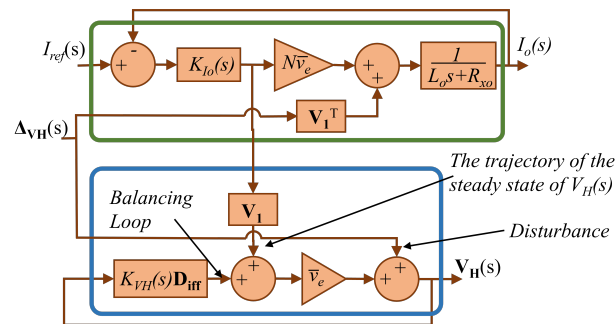 I_ref(s)
-
+
K_Io(s)
Nv̅_e
+
+
1
L_o s+R_xo
I_o(s)
V_1^T
Δ_VH(s)
The trajectory of the
steady state of V_H(s)
Balancing
Loop
V_1
Disturbance
K_VH(s)D_iff
+
+
v̅_e
+
+
V_H(s)